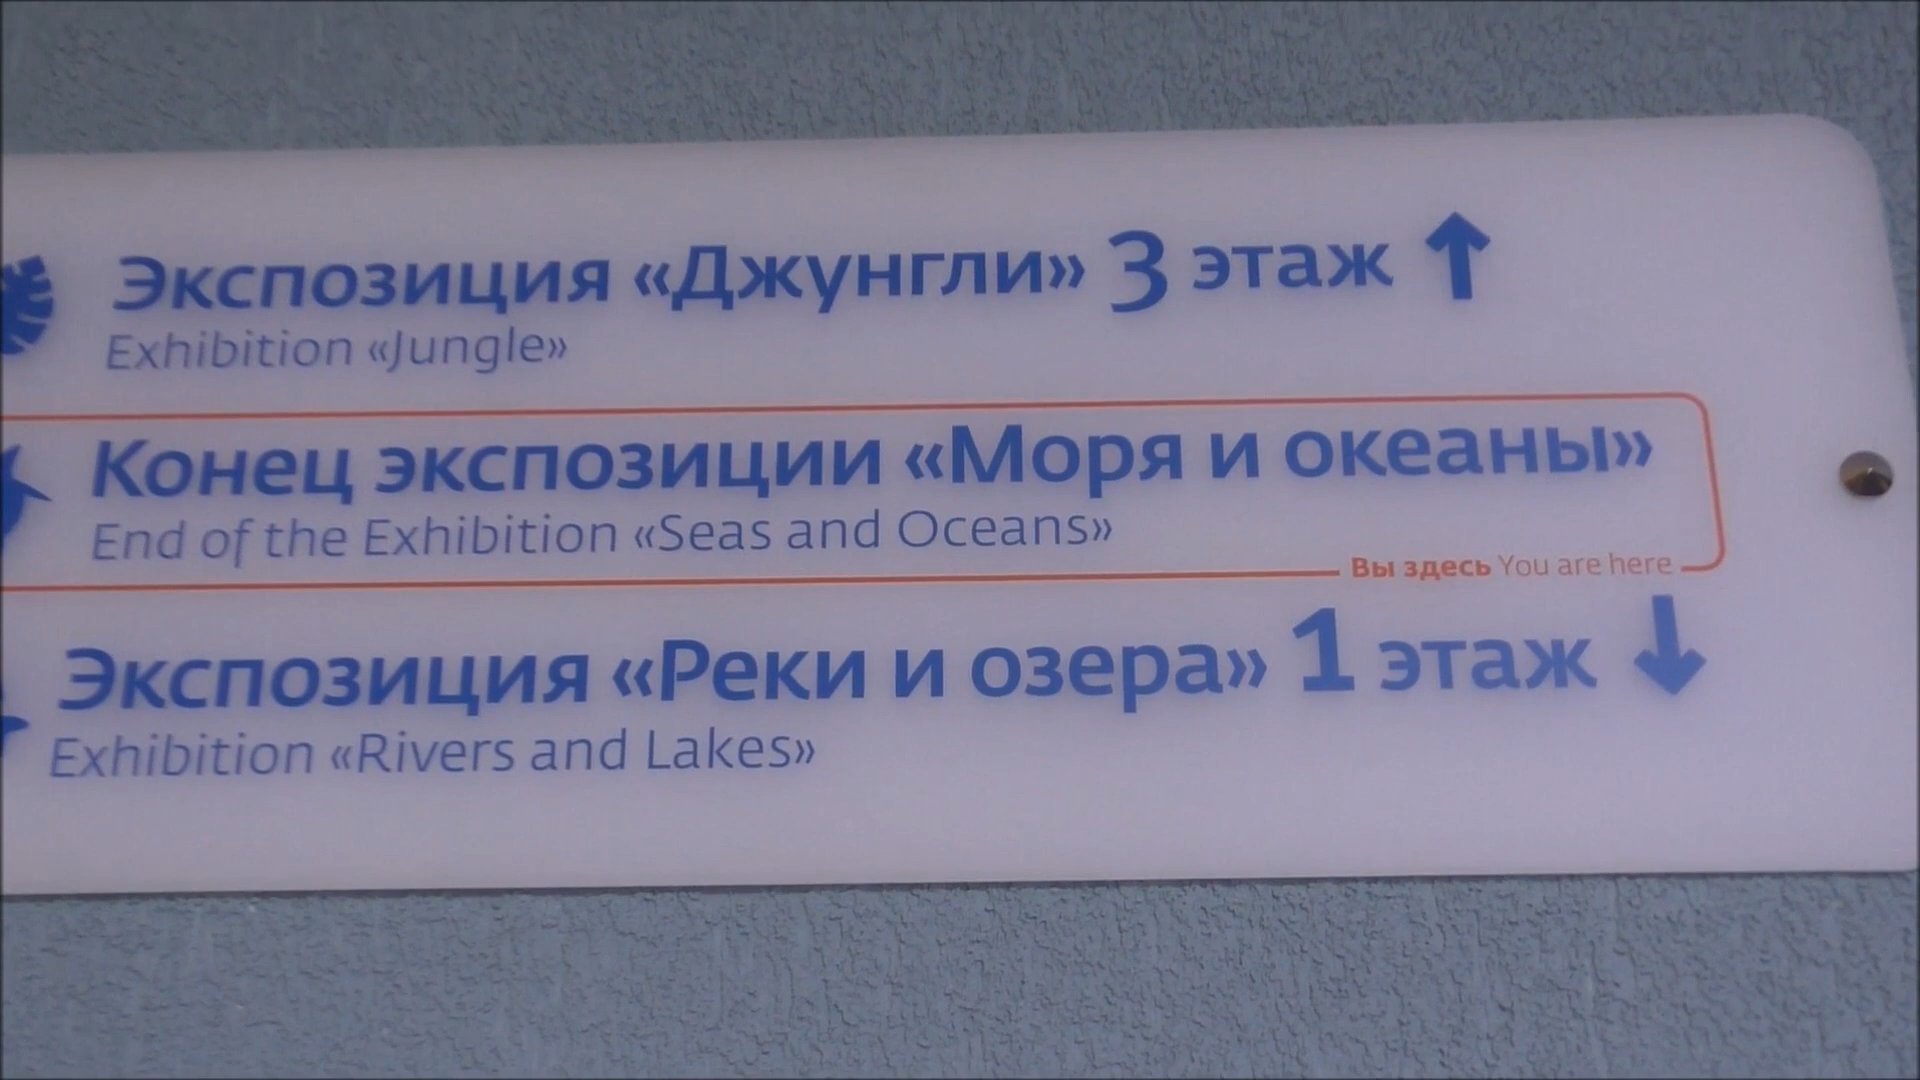 Экспозиция «Джунгли» 3 этаж ↑
Exhibition «Jungle»
Конец экспозиции «Моря и океаны»
End of the Exhibition «Seas and Oceans»
Вы здесь You are here
Экспозиция «Реки и озера» 1 этаж ↓
Exhibition «Rivers and Lakes»